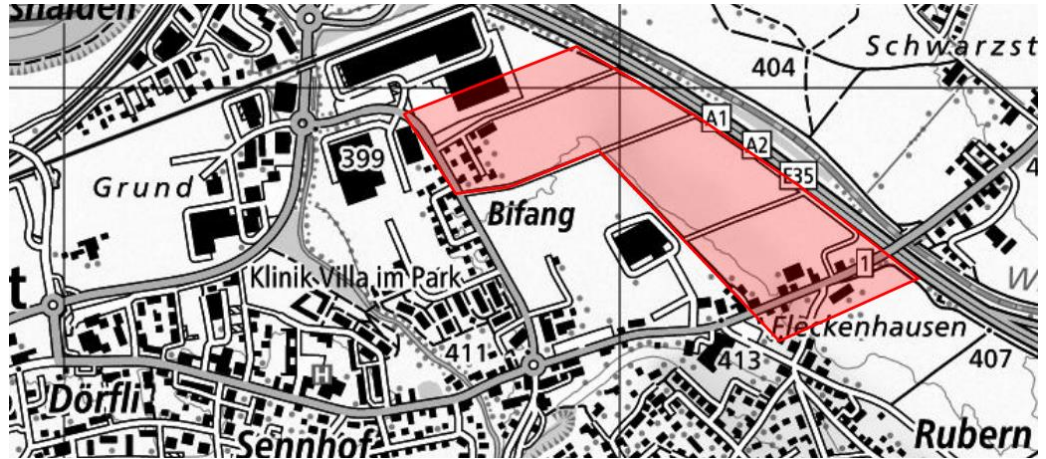 Schwarzst
404
A1
A2
399
E35
Grund
Bifang
1
Klinik Villa im Park
Fleckenhausen
411
413
407
Dörfli
Sennhof
Rubern